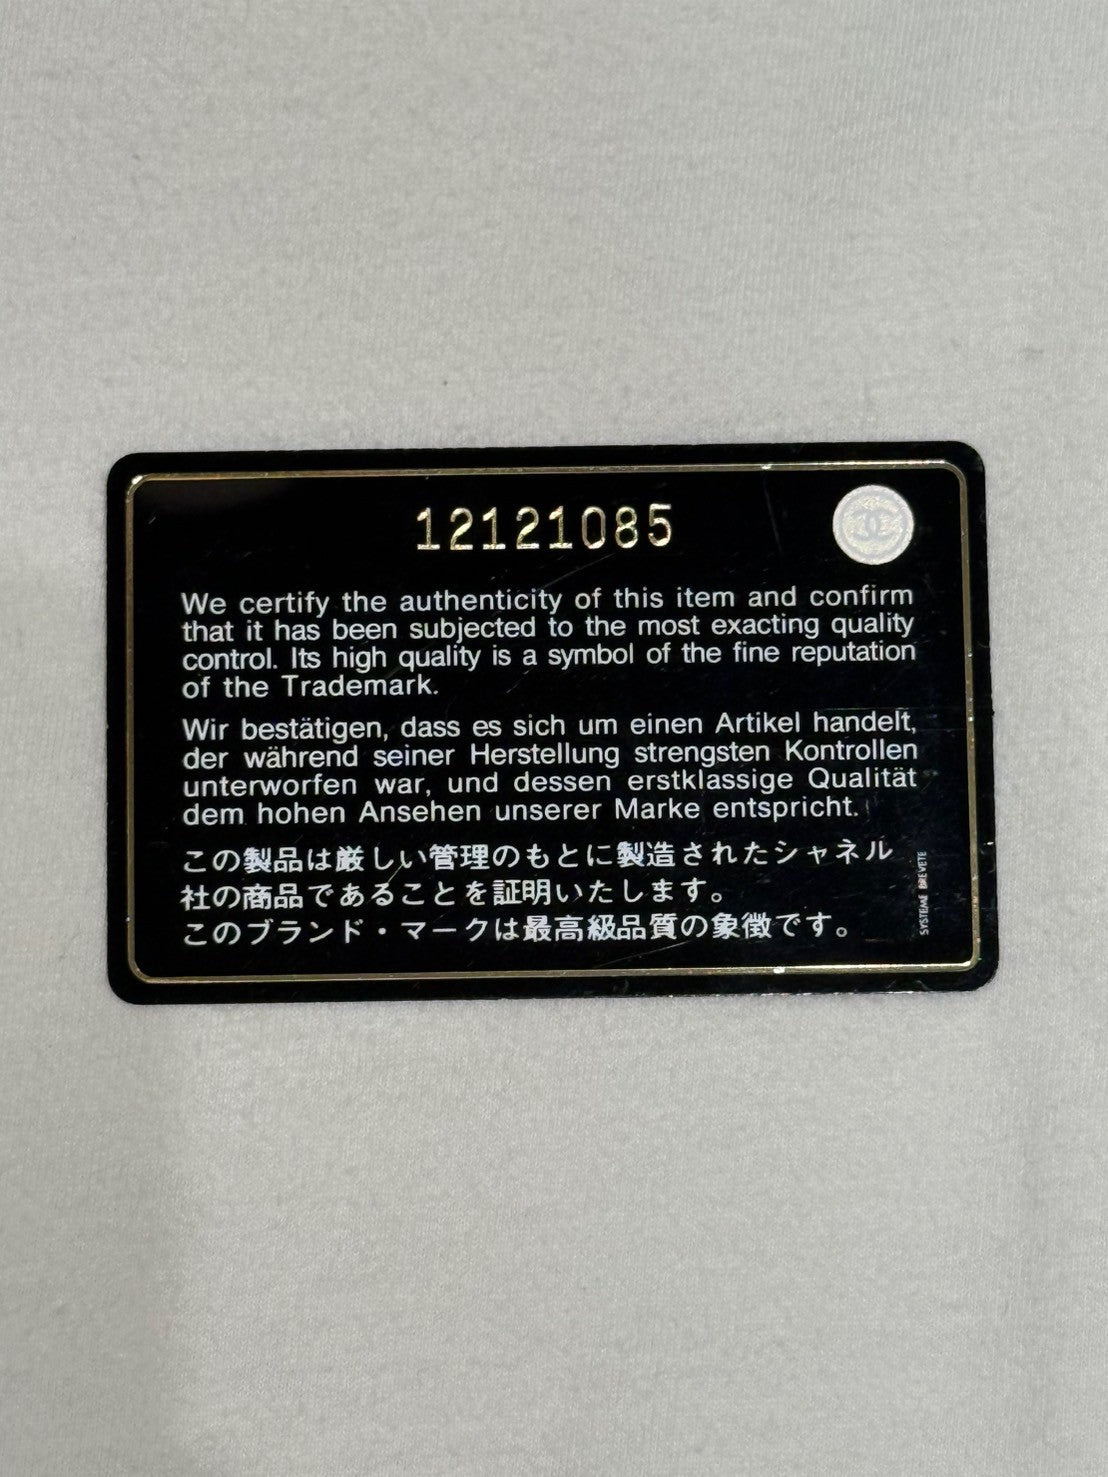 12121085
We certify the authenticity of this item and confirm
that it has been subjected to the most exacting quality
control. Its high quality is a symbol of the fine reputation
of the Trademark.
Wir bestätigen, dass es sich um einen Artikel handelt,
der während seiner Herstellung strengsten Kontrollen
unterworfen war, und dessen erstklassige Qualität
dem hohen Ansehen unserer Marke entspricht.
この製品は厳しい管理のもとに製造されたシャネル
社の商品であることを証明いたします。
このブランド・マークは最高級品質の象徴です。
SYSTEME BREVETE